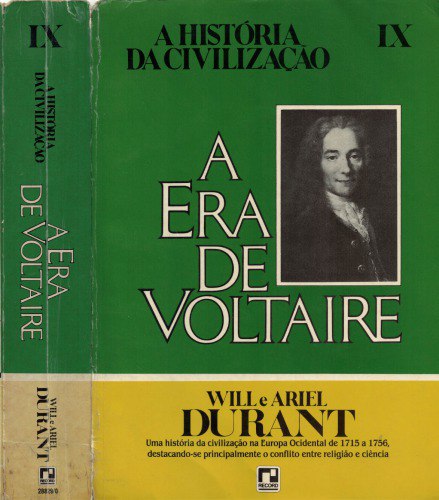 IX
A HISTÓRIA
DA CIVILIZAÇÃO
A ERA
DE VOLTAIRE
WILL e ARIEL
DURANT
RECORD
A HISTÓRIA
DA CIVILIZAÇÃO
IX
A
ERA
DE
VOLTAIRE
WILL e ARIEL
DURANT
Uma história da civilização na Europa Ocidental de 1715 a 1756,
destacando-se principalmente o conflito entre religião e ciência
RECORD